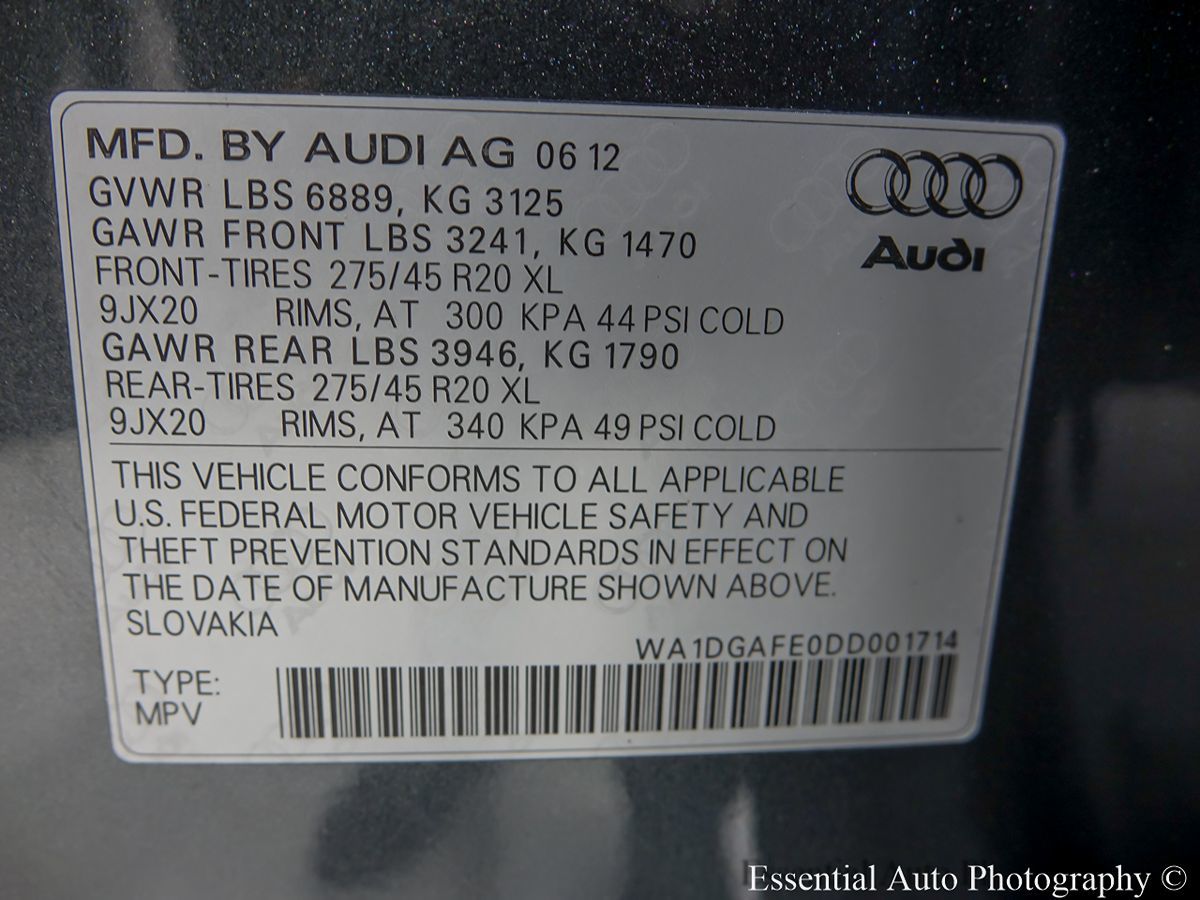 MFD. BY AUDI AG 06 12
GVWR LBS 6889, KG 3125
GAWR FRONT LBS 3241, KG 1470
FRONT-TIRES 275/45 R20 XL
9JX20 RIMS, AT 300 KPA 44 PSI COLD
GAWR REAR LBS 3946, KG 1790
REAR-TIRES 275/45 R20 XL
9JX20 RIMS, AT 340 KPA 49 PSI COLD
Audi
THIS VEHICLE CONFORMS TO ALL APPLICABLE
U.S. FEDERAL MOTOR VEHICLE SAFETY AND
THEFT PREVENTION STANDARDS IN EFFECT ON
THE DATE OF MANUFACTURE SHOWN ABOVE.
SLOVAKIA
WA1DGAFE0DD001714
TYPE:
MPV
Essential Auto Photography ©